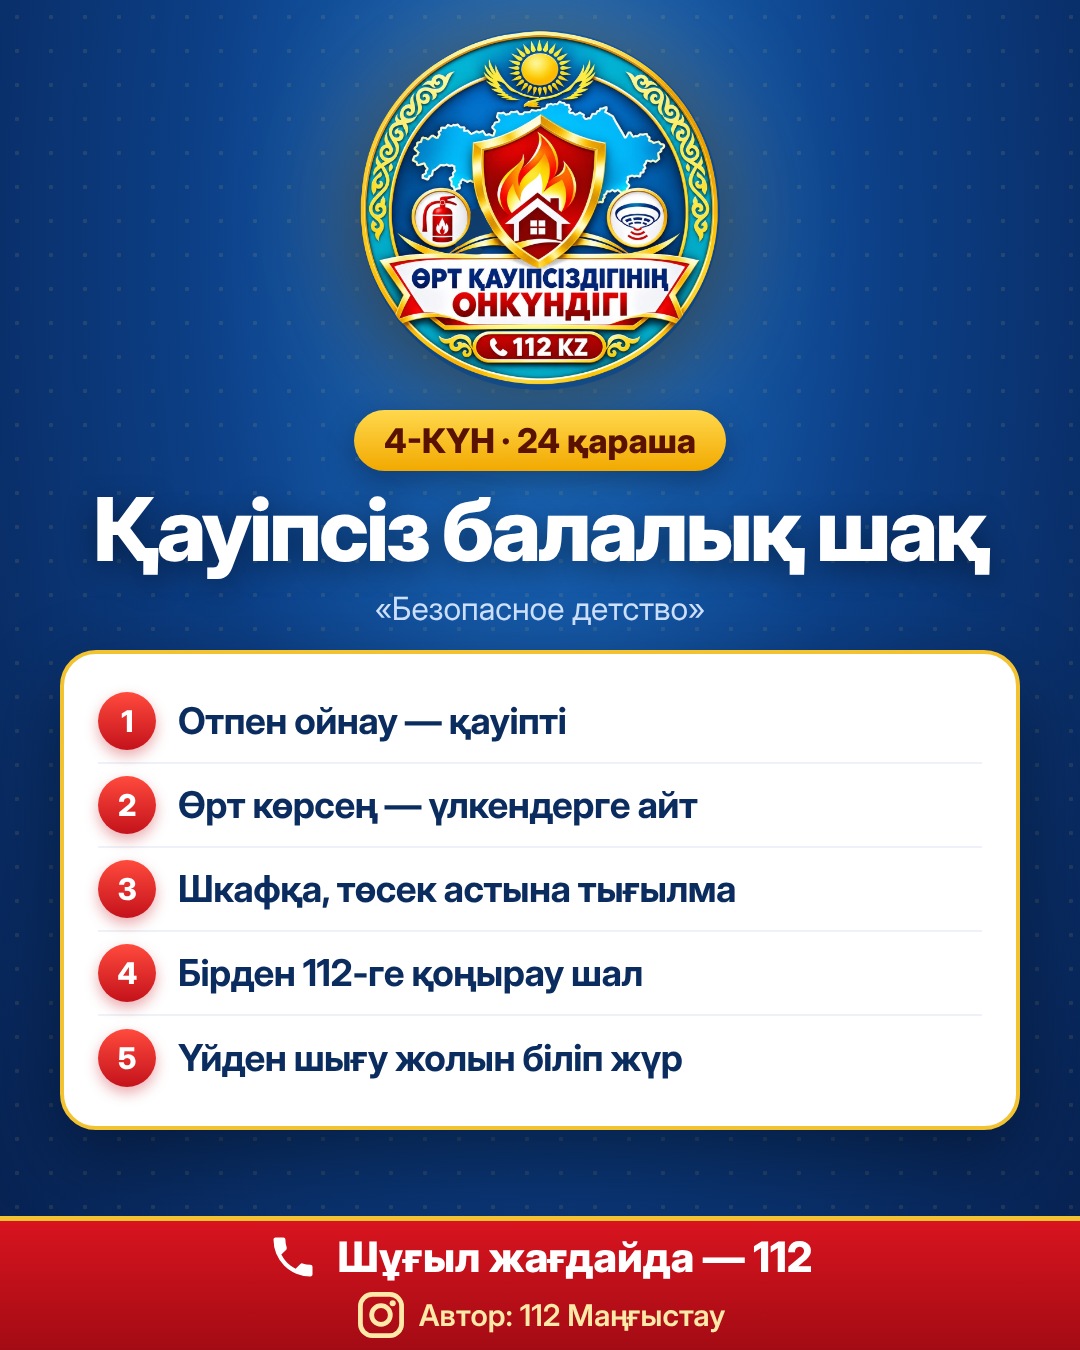 ӨРТ ҚАУІПСІЗДІГІНІҢ
ОНКҮНДІГІ
112 KZ
4-КҮН · 24 қараша
Қауіпсіз балалық шақ
«Безопасное детство»
1 Отпен ойнау — қауіпті
2 Өрт көрсең — үлкендерге айт
3 Шкафқа, төсек астына тығылма
4 Бірден 112-ге қоңырау шал
5 Үйден шығу жолын біліп жүр
Шұғыл жағдайда — 112
Автор: 112 Маңғыстау